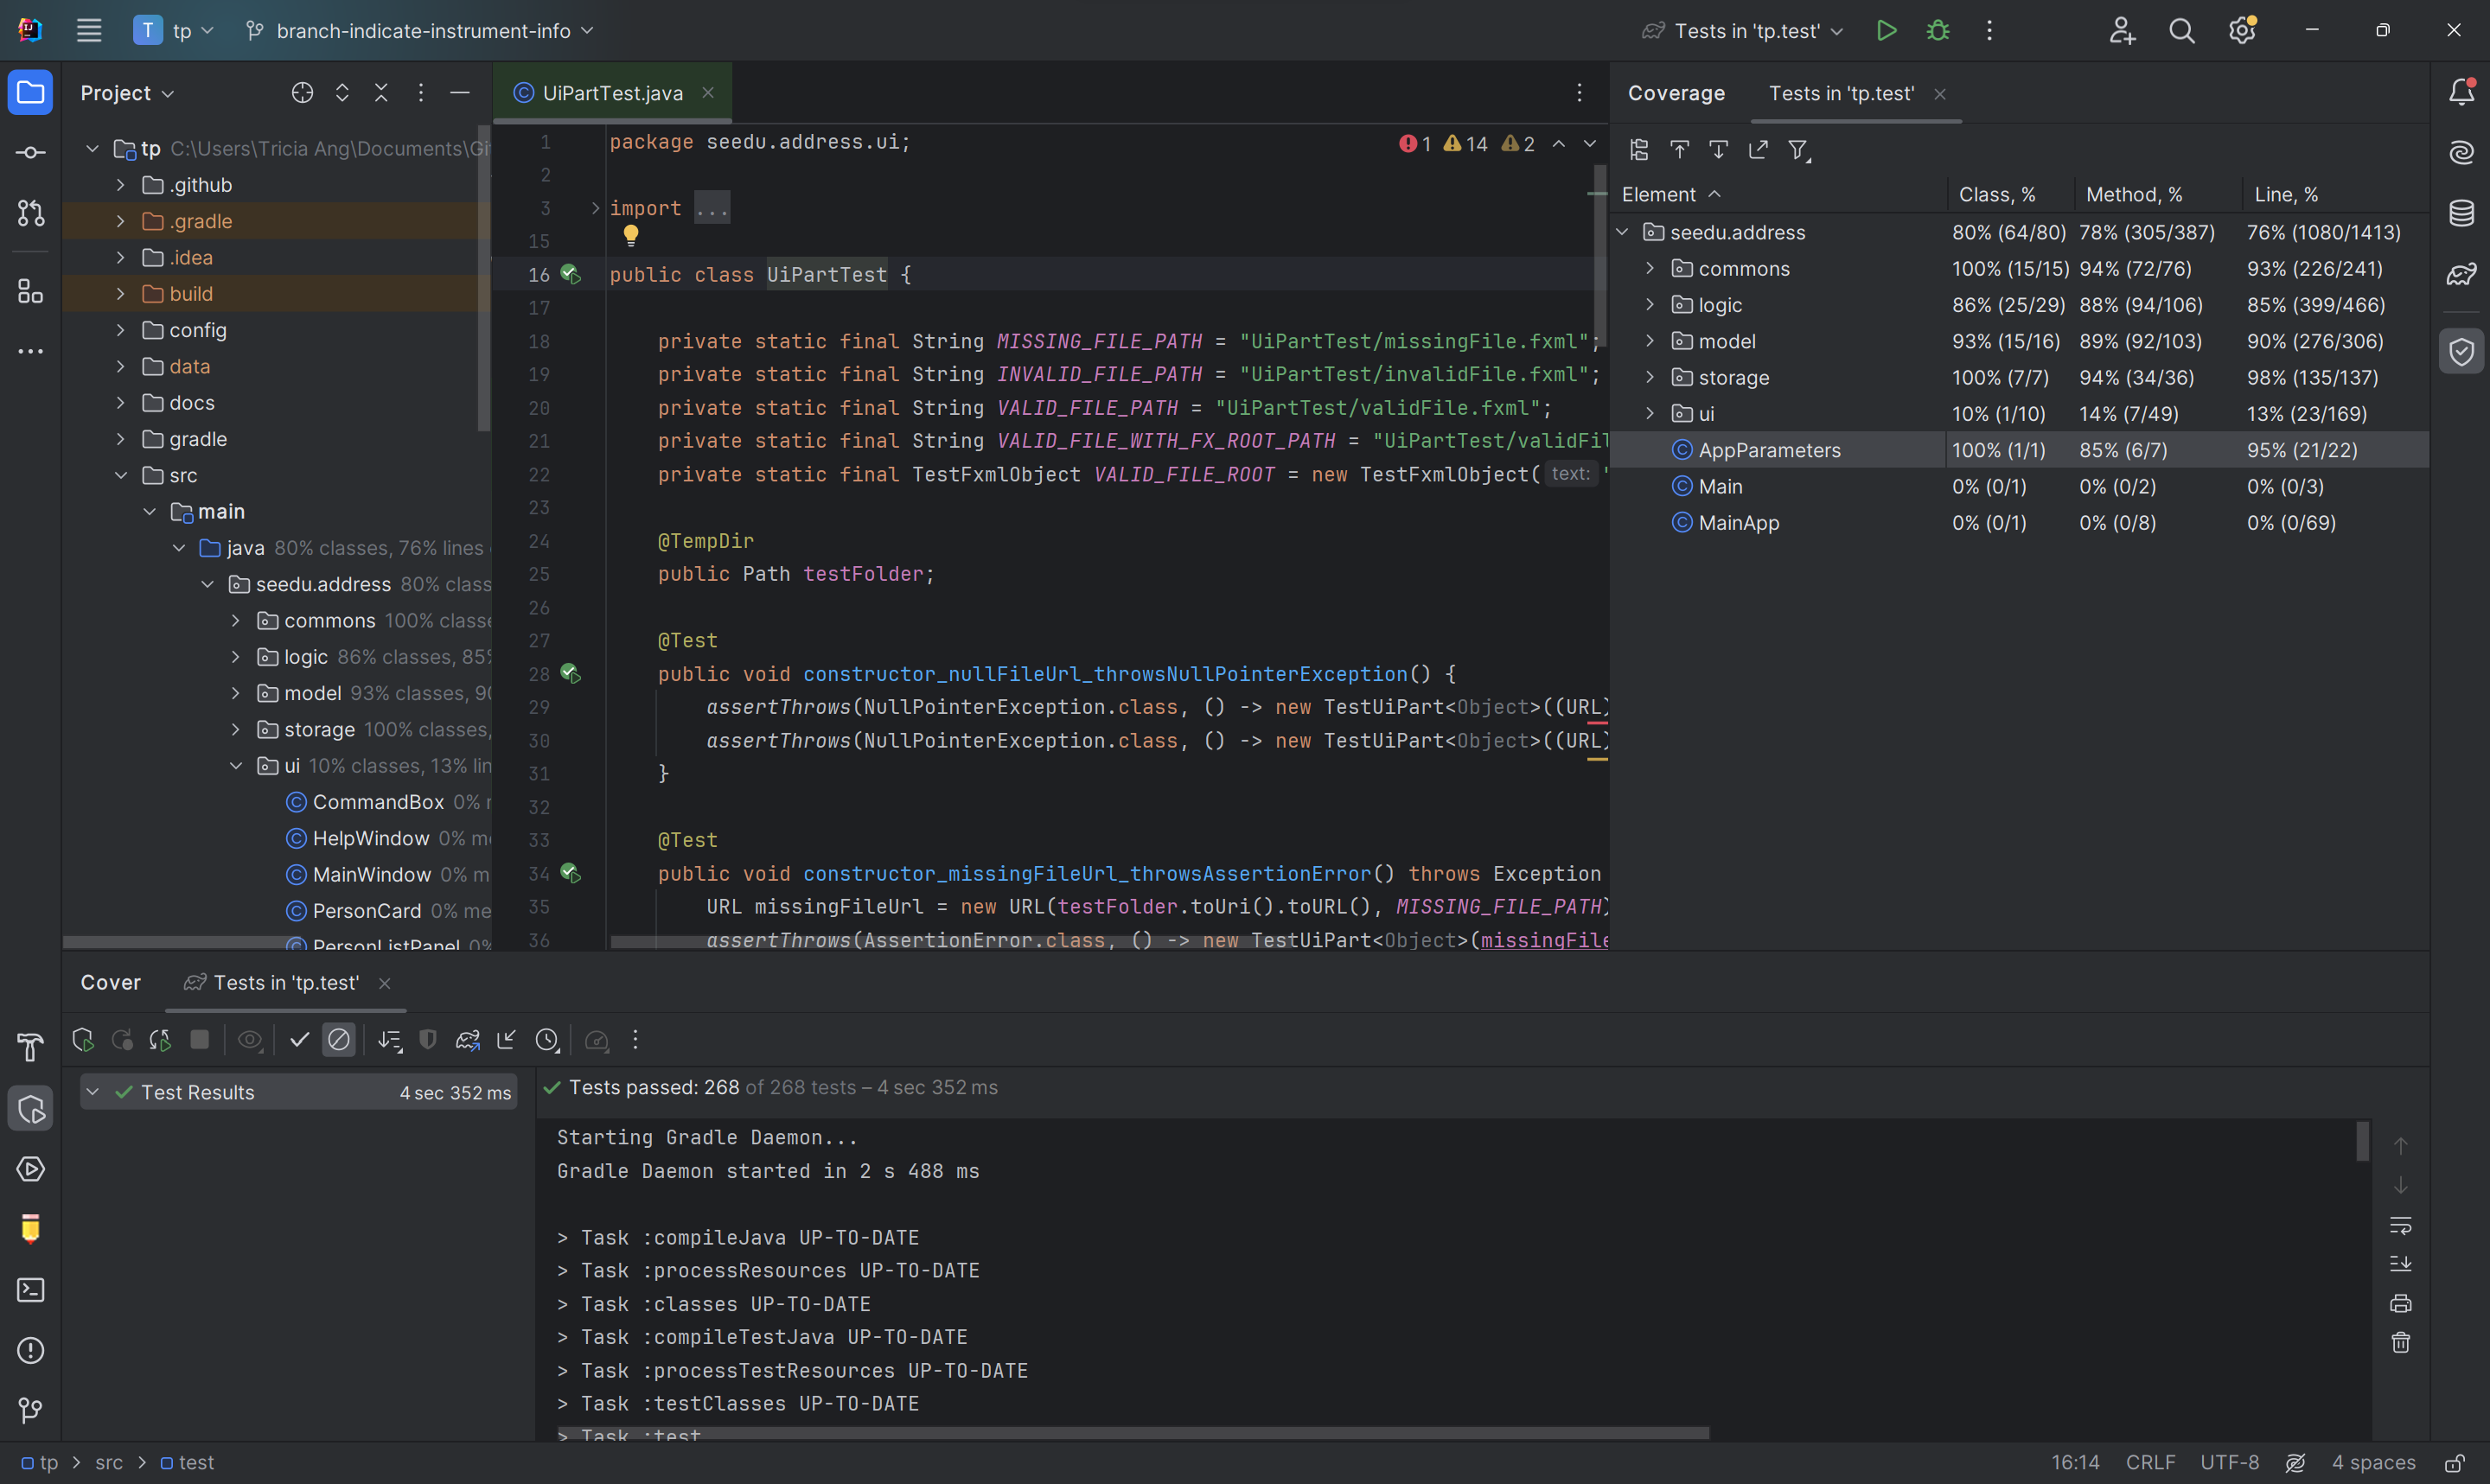 T tp branch-indicate-instrument-info Tests in 'tp.test'
Project
tp C:\Users\Tricia Ang\Documents\Gi
.github
.gradle
.idea
build
config
data
docs
gradle
src
main
java 80% classes, 76% lines
seedu.address 80% class
commons 100% classe
logic 86% classes, 85%
model 93% classes, 90
storage 100% classes,
ui 10% classes, 13% lin
CommandBox 0% r
HelpWindow 0% me
MainWindow 0% m
PersonCard 0% me
PersonListPanel 0%
UiPartTest.java
1 14 2
1 package seedu.address.ui;
2
3 import ...
15
16 public class UiPartTest {
17
18 private static final String MISSING_FILE_PATH = "UiPartTest/missingFile.fxml";
19 private static final String INVALID_FILE_PATH = "UiPartTest/invalidFile.fxml";
20 private static final String VALID_FILE_PATH = "UiPartTest/validFile.fxml";
21 private static final String VALID_FILE_WITH_FX_ROOT_PATH = "UiPartTest/validFil
22 private static final TestFxmlObject VALID_FILE_ROOT = new TestFxmlObject( text: "
23
24 @TempDir
25 public Path testFolder;
26
27 @Test
28 public void constructor_nullFileUrl_throwsNullPointerException() {
29 assertThrows(NullPointerException.class, () -> new TestUiPart<Object>((URL)
30 assertThrows(NullPointerException.class, () -> new TestUiPart<Object>((URL)
31 }
32
33 @Test
34 public void constructor_missingFileUrl_throwsAssertionError() throws Exception
35 URL missingFileUrl = new URL(testFolder.toUri().toURL(), MISSING_FILE_PATH)
36 assertThrows(AssertionError.class, () -> new TestUiPart<Object>(missingFile
Coverage Tests in 'tp.test'
Element Class, % Method, % Line, %
seedu.address 80% (64/80) 78% (305/387) 76% (1080/1413)
commons 100% (15/15) 94% (72/76) 93% (226/241)
logic 86% (25/29) 88% (94/106) 85% (399/466)
model 93% (15/16) 89% (92/103) 90% (276/306)
storage 100% (7/7) 94% (34/36) 98% (135/137)
ui 10% (1/10) 14% (7/49) 13% (23/169)
AppParameters 100% (1/1) 85% (6/7) 95% (21/22)
Main 0% (0/1) 0% (0/2) 0% (0/3)
MainApp 0% (0/1) 0% (0/8) 0% (0/69)
Cover Tests in 'tp.test'
Test Results 4 sec 352 ms
Tests passed: 268 of 268 tests – 4 sec 352 ms
Starting Gradle Daemon...
Gradle Daemon started in 2 s 488 ms
> Task :compileJava UP-TO-DATE
> Task :processResources UP-TO-DATE
> Task :classes UP-TO-DATE
> Task :compileTestJava UP-TO-DATE
> Task :processTestResources UP-TO-DATE
> Task :testClasses UP-TO-DATE
> Task :test
tp > src > test 16:14 CRLF UTF-8 4 spaces